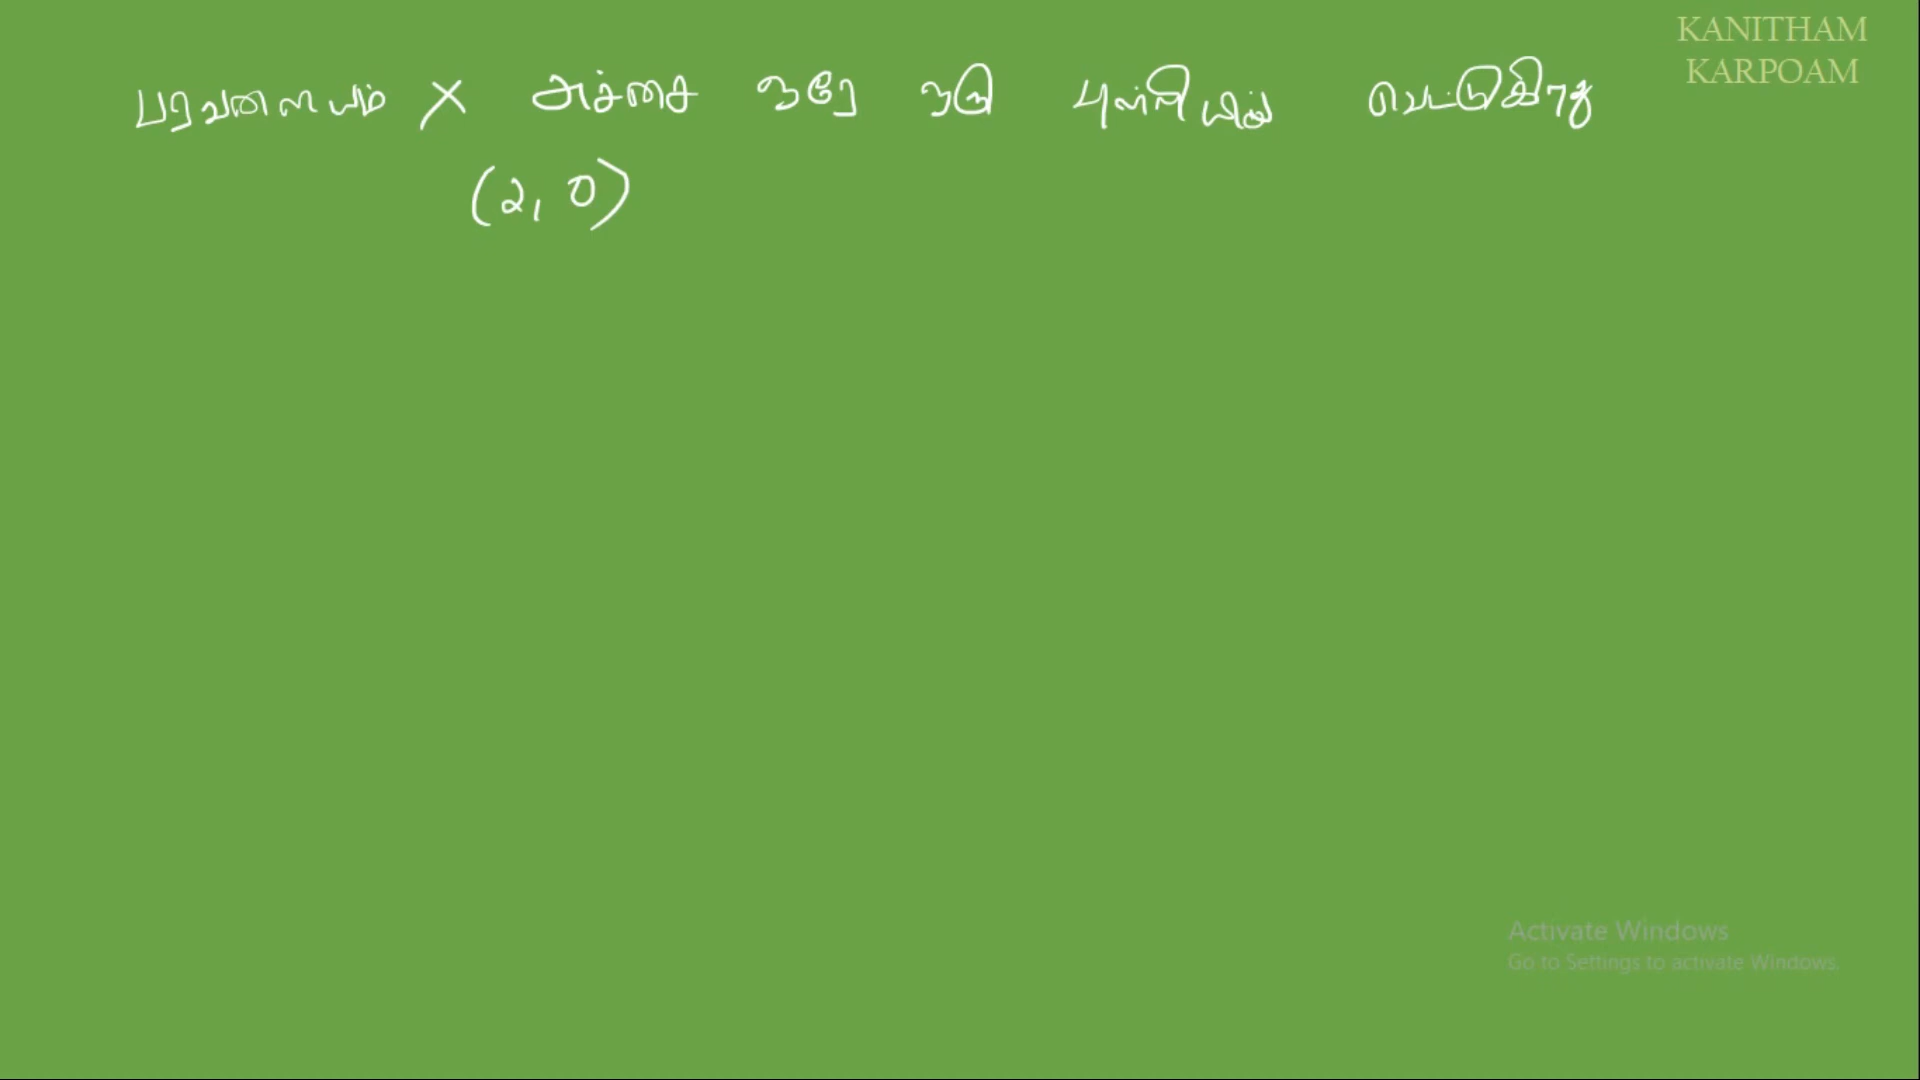 KANITHAM
KARPOAM
பரவளையம் X அச்சை ஒரே ஒரு புள்ளியில் வெட்டுகிறது
(2, 0)
Activate Windows
Go to Settings to activate Windows.